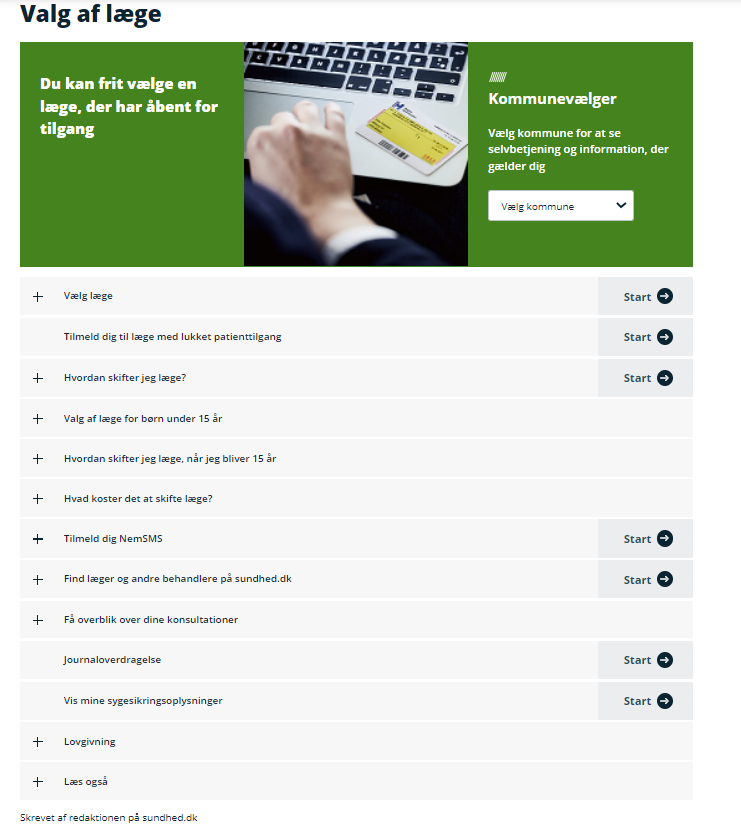 Valg af læge
Du kan frit vælge en
læge, der har åbent for
tilgang
Kommunevælger
Vælg kommune for at se
selvbetjening og information, der
gælder dig
Vælg kommune
Vælg læge
Start
Tilmeld dig til læge med lukket patienttilgang
Start
Hvordan skifter jeg læge?
Start
Valg af læge for børn under 15 år
Hvordan skifter jeg læge, når jeg bliver 15 år
Hvad koster det at skifte læge?
Tilmeld dig NemSMS
Start
Find læger og andre behandlere på sundhed.dk
Start
Få overblik over dine konsultationer
Journaloverdragelse
Start
Vis mine sygesikringsoplysninger
Start
Lovgivning
Læs også
Skrevet af redaktionen på sundhed.dk